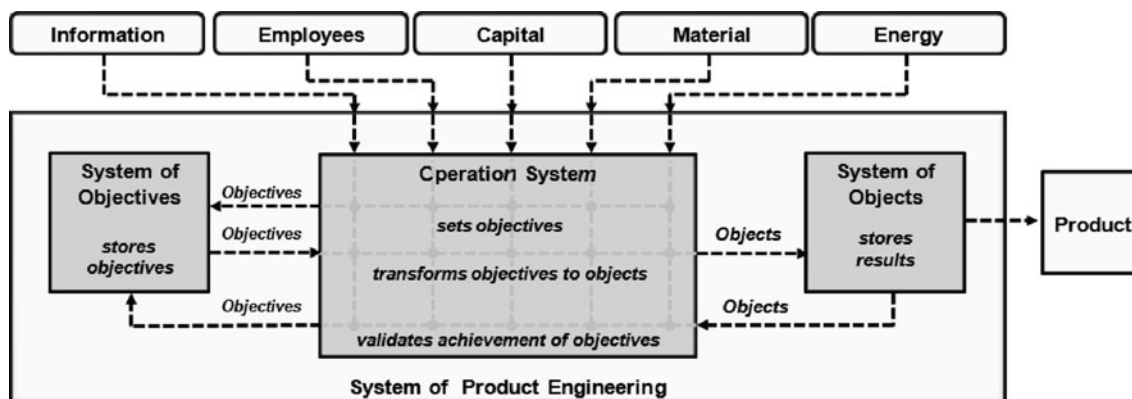 Information
Employees
Capital
Material
Energy
System of
Objectives
stores
objectives
Objectives
Objectives
Objectives
Operation System
sets objectives
transforms objectives to objects
validates achievement of objectives
Objects
Objects
System of
Objects
stores
results
Product
System of Product Engineering